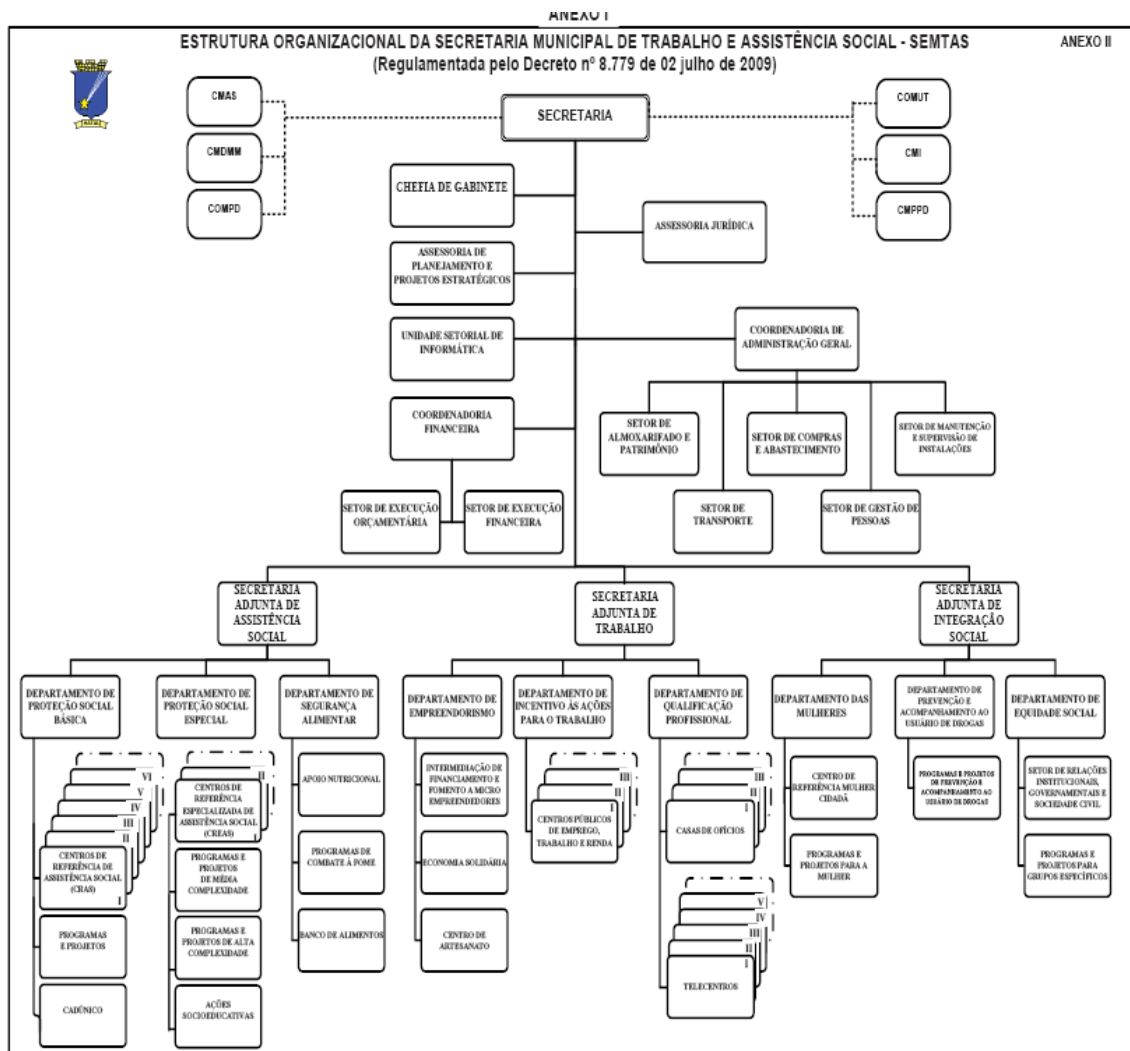 ANEXO I
ESTRUTURA ORGANIZACIONAL DA SECRETARIA MUNICIPAL DE TRABALHO E ASSISTÊNCIA SOCIAL - SEMTAS
ANEXO II
(Regulamentada pelo Decreto nº 8.779 de 02 julho de 2009)
NATAL
CMAS
CMDMM
COMPD
SECRETARIA
COMUT
CMI
CMPPD
CHEFIA DE GABINETE
ASSESSORIA JURÍDICA
ASSESSORIA DE
PLANEJAMENTO E
PROJETOS ESTRATÉGICOS
UNIDADE SETORIAL DE
INFORMÁTICA
COORDENADORIA DE
ADMINISTRAÇÃO GERAL
COORDENADORIA
FINANCEIRA
SETOR DE
ALMOXARIFADO E
PATRIMÔNIO
SETOR DE COMPRAS
E ABASTECIMENTO
SETOR DE MANUTENÇÃO
E SUPERVISÃO DE
INSTALAÇÕES
SETOR DE EXECUÇÃO
ORÇAMENTÁRIA
SETOR DE EXECUÇÃO
FINANCEIRA
SETOR DE
TRANSPORTE
SETOR DE GESTÃO DE
PESSOAS
SECRETARIA
ADJUNTA DE
ASSISTÊNCIA
SOCIAL
SECRETARIA
ADJUNTA DE
TRABALHO
SECRETARIA
ADJUNTA DE
INTEGRAÇÃO
SOCIAL
DEPARTAMENTO DE
PROTEÇÃO SOCIAL
BÁSICA
DEPARTAMENTO DE
PROTEÇÃO SOCIAL
ESPECIAL
DEPARTAMENTO DE
SEGURANÇA
ALIMENTAR
DEPARTAMENTO DE
EMPREENDORISMO
DEPARTAMENTO DE
INCENTIVO ÀS AÇÕES
PARA O TRABALHO
DEPARTAMENTO DE
QUALIFICAÇÃO
PROFISSIONAL
DEPARTAMENTO DAS
MULHERES
DEPARTAMENTO DE
PREVENÇÃO E
ACOMPANHAMENTO AO
USUÁRIO DE DROGAS
DEPARTAMENTO DE
EQUIDADE SOCIAL
VI
V
IV
III
II
CENTROS DE
REFERÊNCIA DE
ASSISTÊNCIA SOCIAL
(CRAS)
I
PROGRAMAS
E PROJETOS
CADÚNICO
II
CENTROS DE
REFERÊNCIA
ESPECIALIZADA DE
ASSISTÊNCIA SOCIAL
(CREAS)
I
PROGRAMAS E
PROJETOS
DE MÉDIA
COMPLEXIDADE
PROGRAMAS E
PROJETOS DE ALTA
COMPLEXIDADE
AÇÕES
SOCIOEDUCATIVAS
APOIO NUTRICIONAL
PROGRAMAS DE
COMBATE À FOME
BANCO DE ALIMENTOS
INTERMEDIAÇÃO DE
FINANCIAMENTO E
FOMENTO A MICRO
EMPREENDEDORES
ECONOMIA SOLIDÁRIA
CENTRO DE
ARTESANATO
III
II
I
CENTROS PÚBLICOS
DE EMPREGO,
TRABALHO E RENDA
III
II
I
CASAS DE OFÍCIOS
V
IV
III
II
I
TELECENTROS
CENTRO DE
REFERÊNCIA MULHER
CIDADÃ
PROGRAMAS E
PROJETOS PARA A
MULHER
PROGRAMAS E PROJETOS
DE PREVENÇÃO E
ACOMPANHAMENTO AO
USUÁRIO DE DROGAS
SETOR DE RELAÇÕES
INSTITUCIONAIS,
GOVERNAMENTAIS E
SOCIEDADE CIVIL
PROGRAMAS E
PROJETOS PARA
GRUPOS ESPECÍFICOS